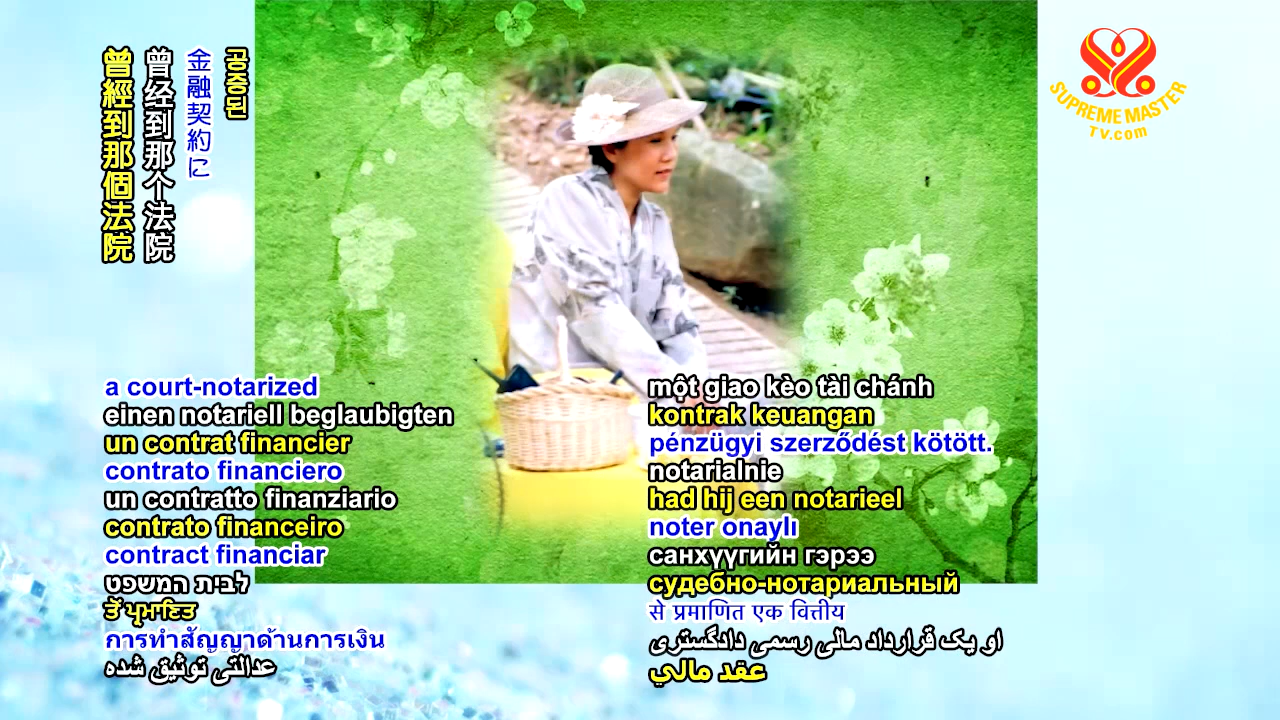 曾經到那個法院
曾经到那个法院
金融契約に
공증된
SUPREME MASTER
TV.com
a court-notarized
einen notariell beglaubigten
un contrat financier
contrato financiero
un contratto finanziario
contrato financeiro
contract financiar
לבית המשפט
ਤੋਂ ਪ੍ਰਮਾਣਿਤ
การทำสัญญาด้านการเงิน
عدالتی توثیق شدہ
một giao kèo tài chánh
kontrak keuangan
pénzügyi szerződést kötött.
notarialnie
had hij een notarieel
noter onaylı
санхүүгийн гэрээ
судебно-нотариальный
से प्रमाणित एक वित्तीय
او یک قرارداد مالی رسمی دادگستری
عقد مالي